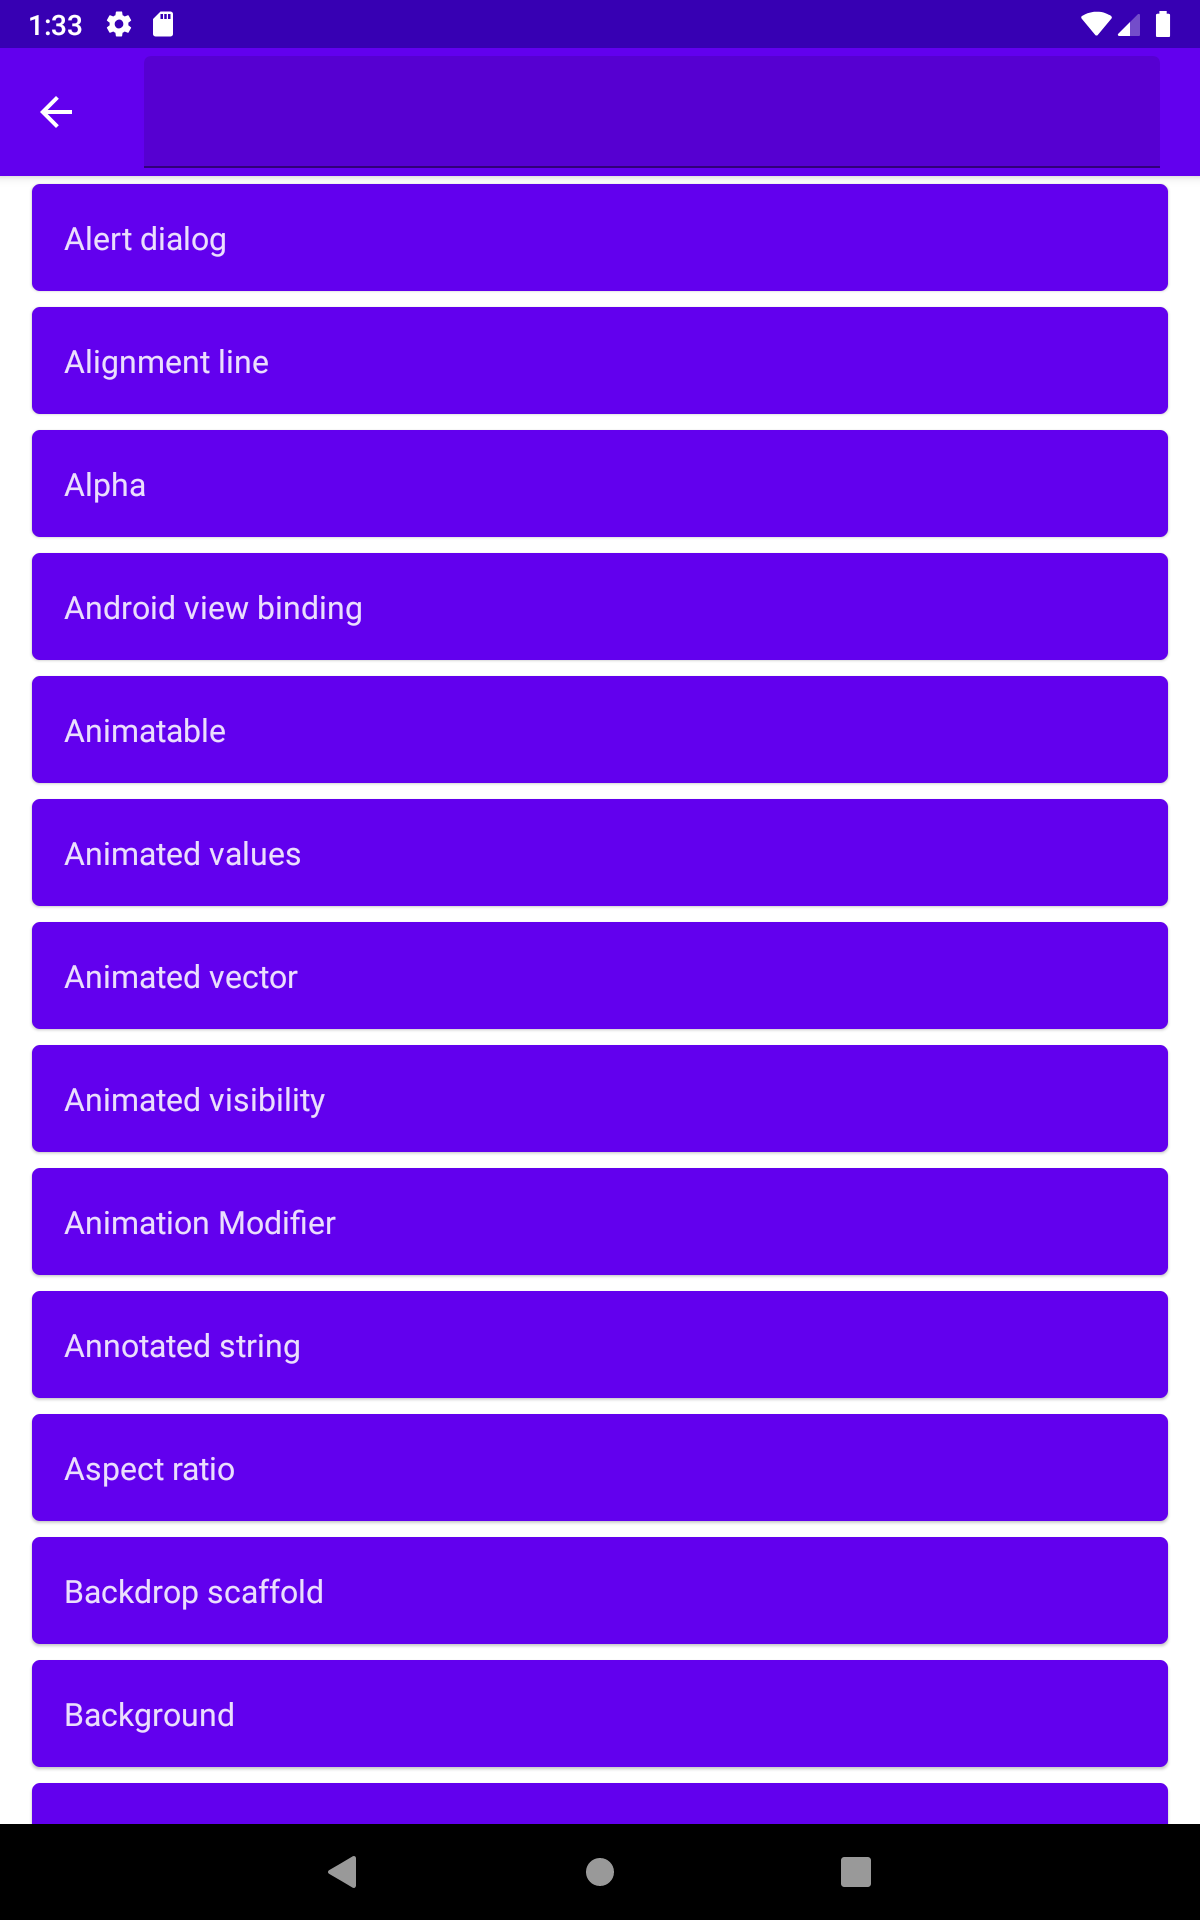 1:33
Alert dialog
Alignment line
Alpha
Android view binding
Animatable
Animated values
Animated vector
Animated visibility
Animation Modifier
Annotated string
Aspect ratio
Backdrop scaffold
Background